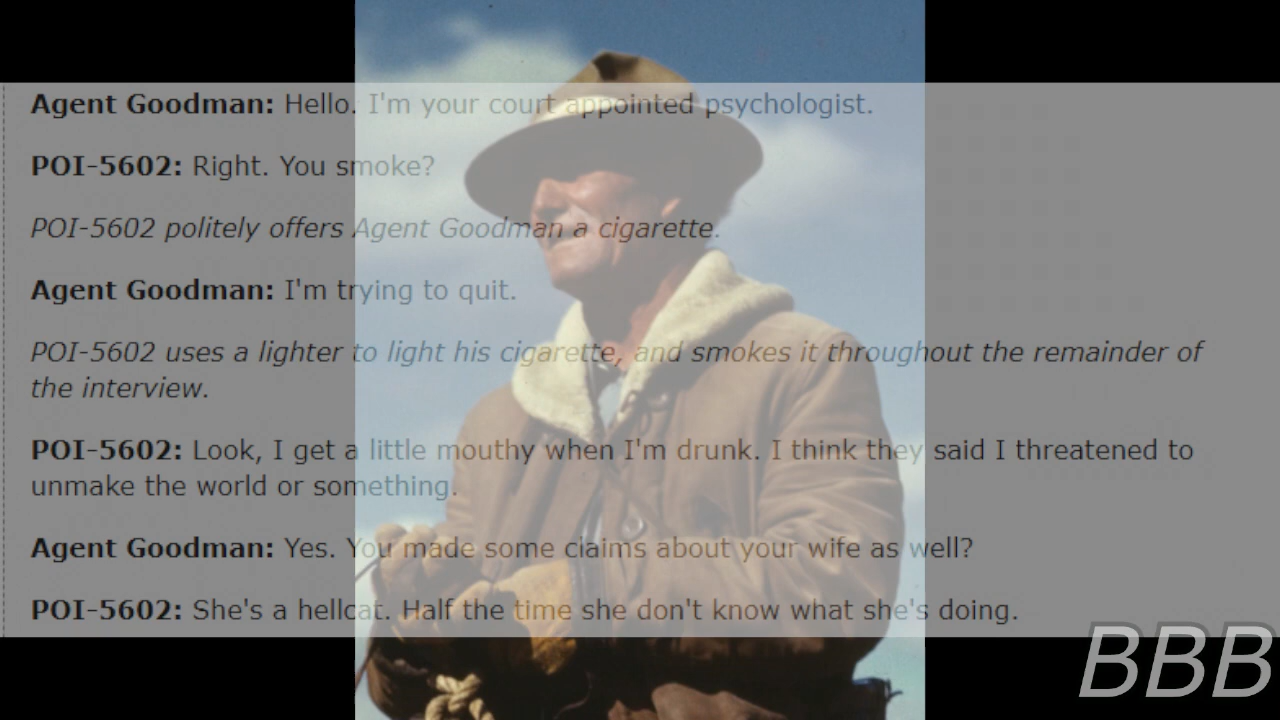 Agent Goodman: Hello. I'm your court appointed psychologist.
POI-5602: Right. You smoke?
POI-5602 politely offers Agent Goodman a cigarette.
Agent Goodman: I'm trying to quit.
POI-5602 uses a lighter to light his cigarette, and smokes it throughout the remainder of
the interview.
POI-5602: Look, I get a little mouthy when I'm drunk. I think they said I threatened to
unmake the world or something.
Agent Goodman: Yes. You made some claims about your wife as well?
POI-5602: She's a hellcat. Half the time she don't know what she's doing.
BBB